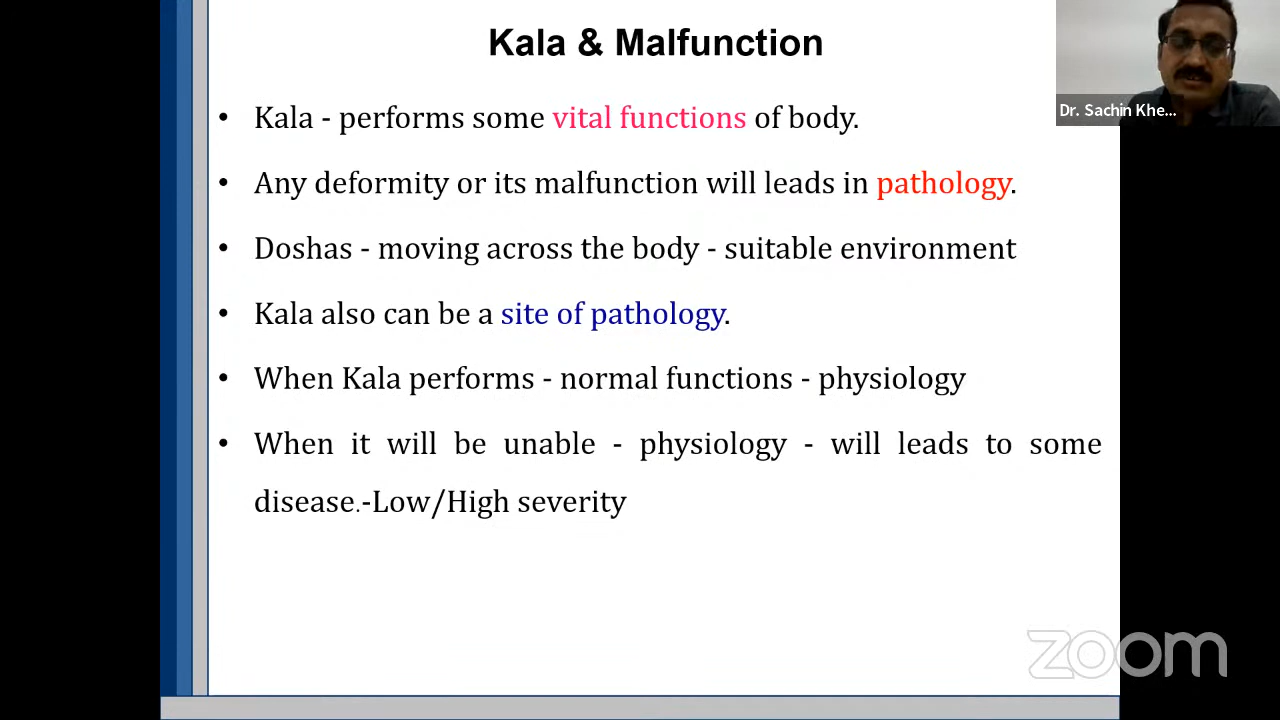 Kala & Malfunction
• Kala - performs some vital functions of body.
• Any deformity or its malfunction will leads in pathology.
• Doshas - moving across the body - suitable environment
• Kala also can be a site of pathology.
• When Kala performs - normal functions - physiology
• When it will be unable - physiology - will leads to some
disease.-Low/High severity
Dr. Sachin Khe...
zoom